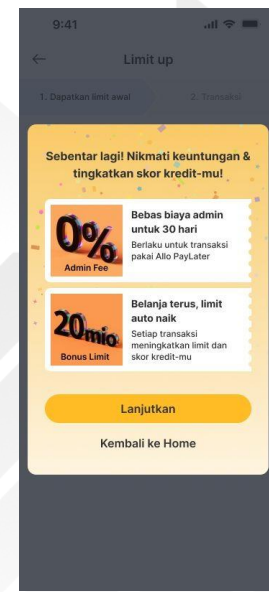 9:41
Limit up
1. Dapatkan limit awal
2. Transaksi
Sebentar lagi! Nikmati keuntungan &
tingkatkan skor kredit-mu!
0%
Admin Fee
Bebas biaya admin
untuk 30 hari
Berlaku untuk transaksi
pakai Allo PayLater
20mio
Bonus Limit
Belanja terus, limit
auto naik
Setiap transaksi
meningkatkan limit dan
skor kredit-mu
Lanjutkan
Kembali ke Home